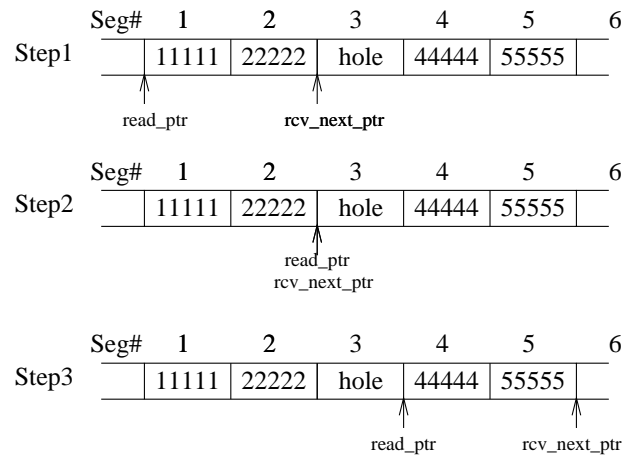 Seg# 1 2 3 4 5 6
Step1 11111 22222 hole 44444 55555
read_ptr rcv_next_ptr
Seg# 1 2 3 4 5 6
Step2 11111 22222 hole 44444 55555
read_ptr
rcv_next_ptr
Seg# 1 2 3 4 5 6
Step3 11111 22222 hole 44444 55555
read_ptr rcv_next_ptr